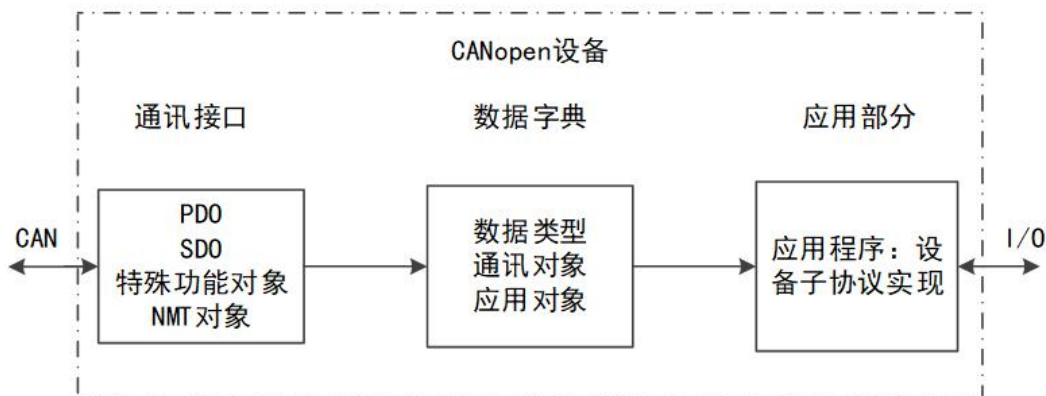 CANopen设备
通讯接口
数据字典
应用部分
CAN
PDO
SDO
特殊功能对象
NMT对象
数据类型
通讯对象
应用对象
应用程序：设
备子协议实现
I/O